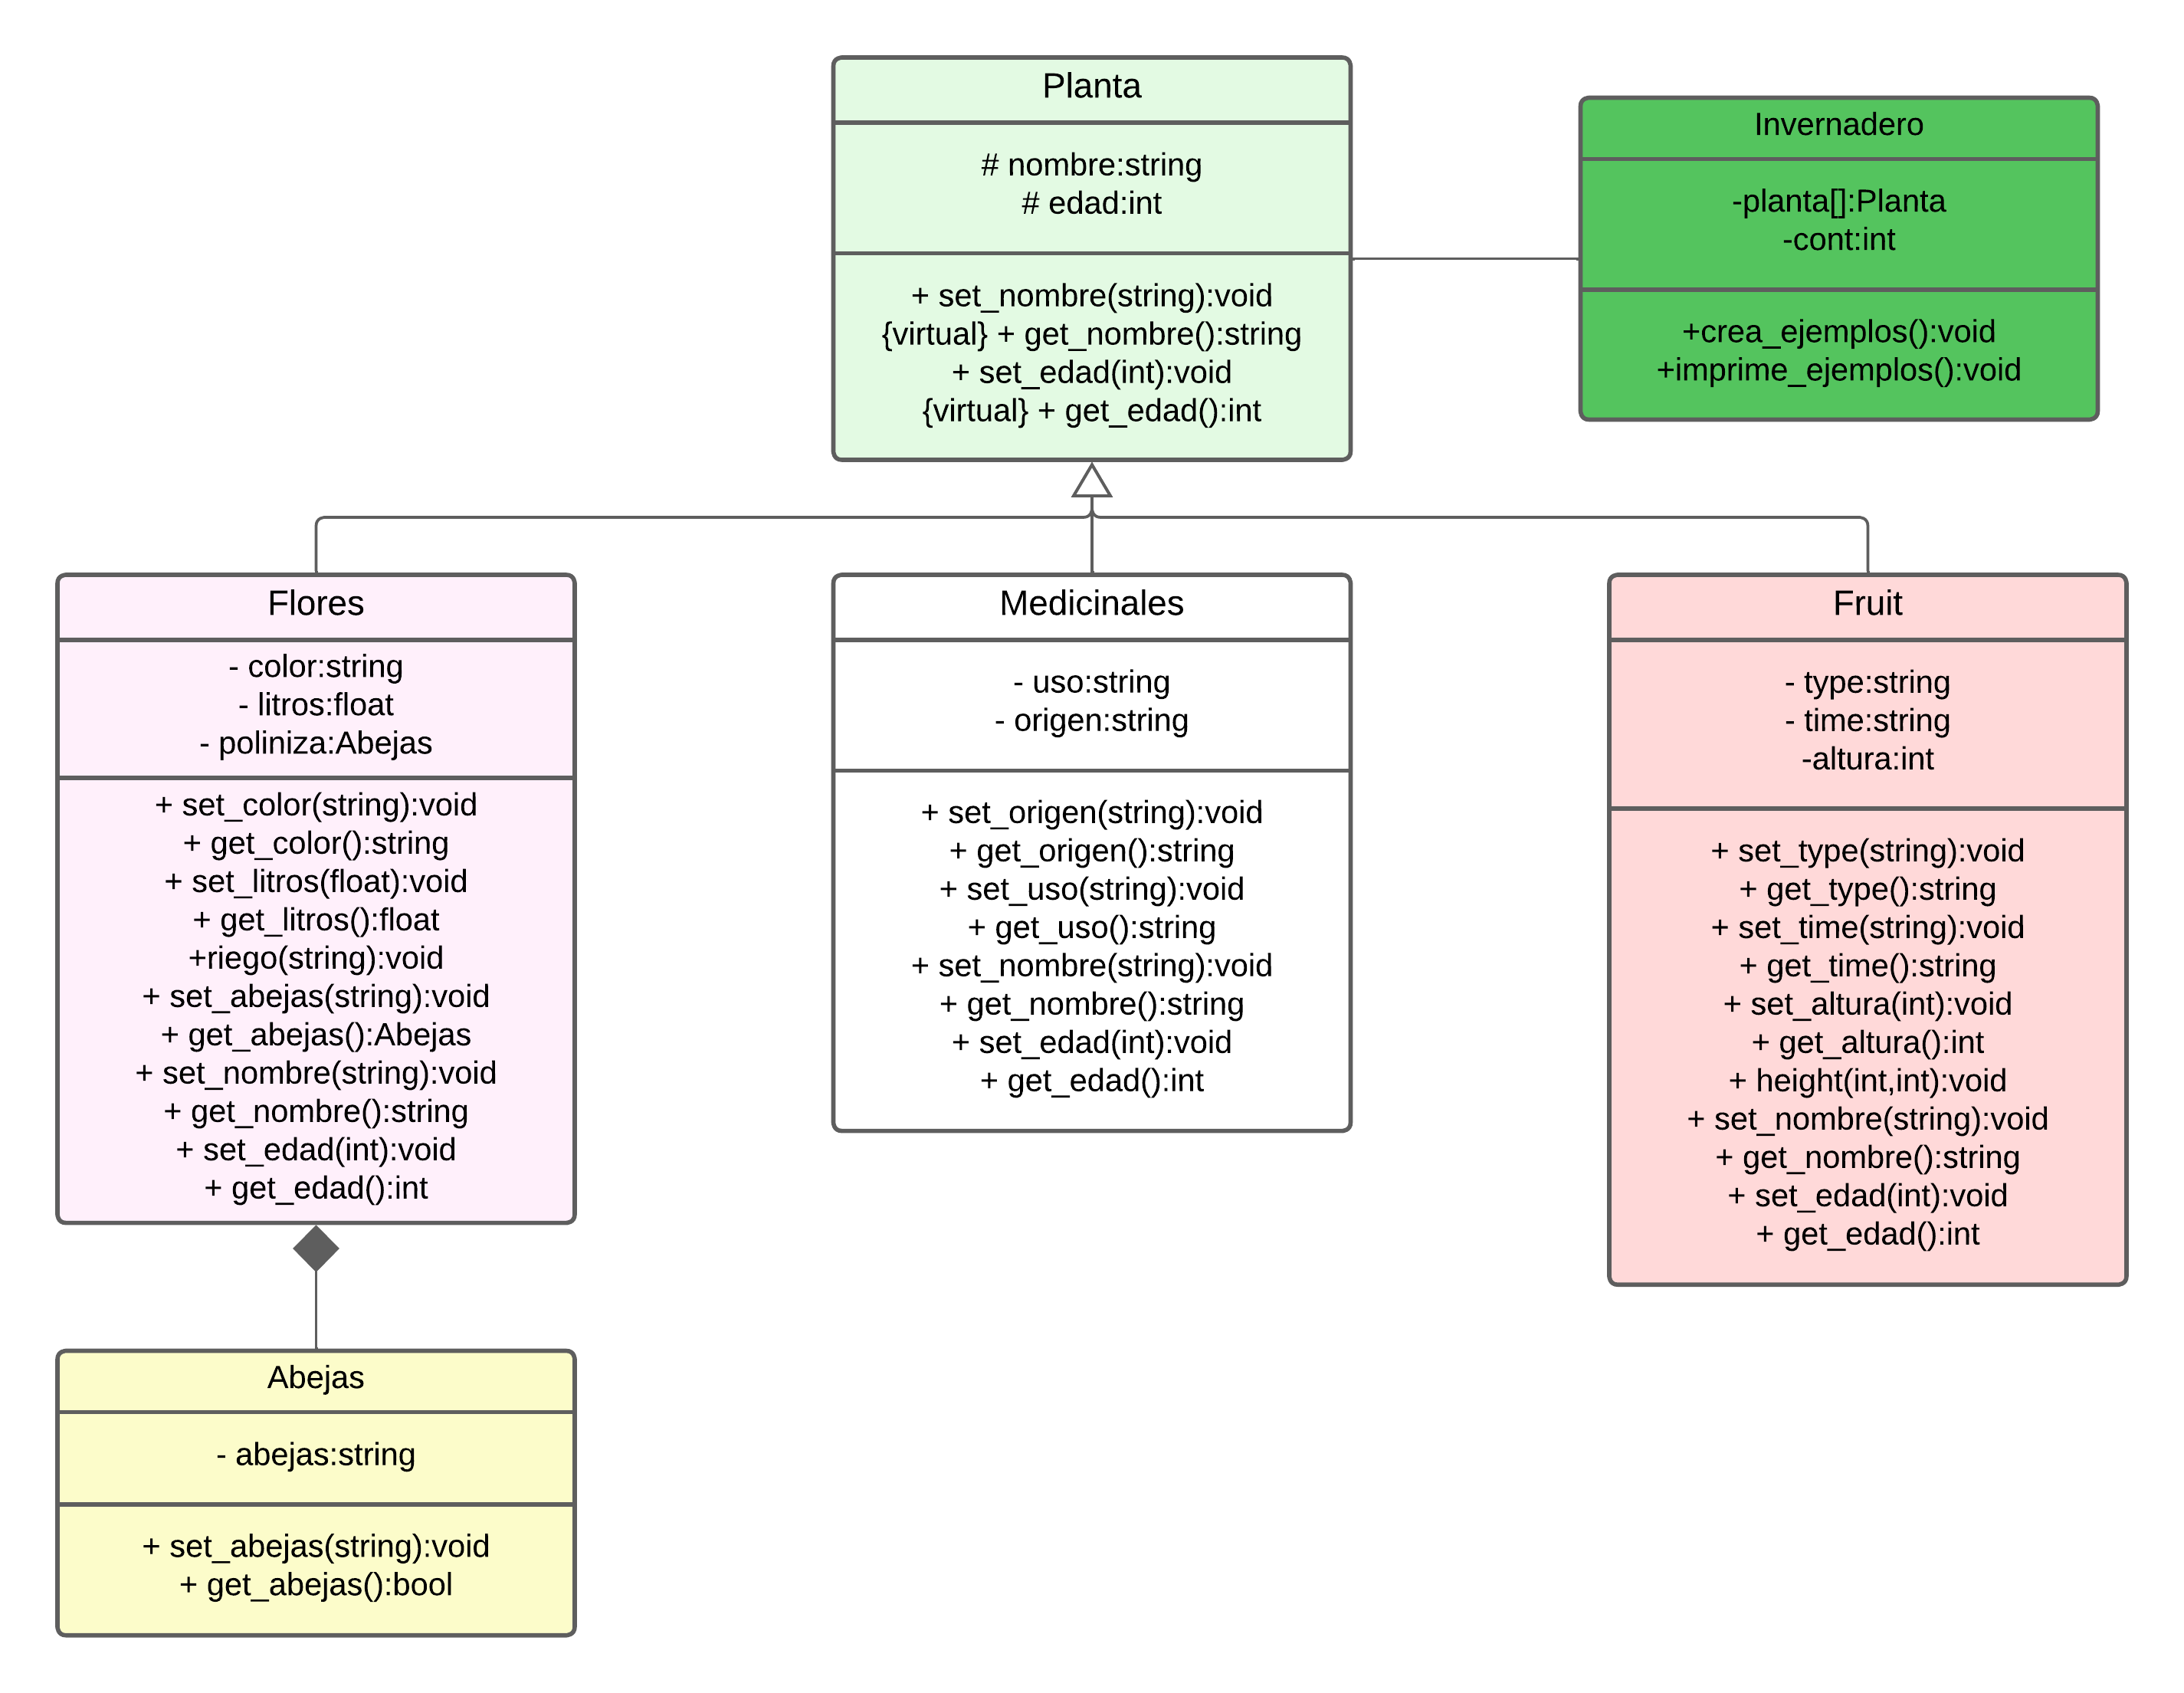 Planta
# nombre:string
# edad:int
+ set_nombre(string):void
{virtual} + get_nombre():string
+ set_edad(int):void
{virtual} + get_edad():int
Invernadero
-planta[]:Planta
-cont:int
+crea_ejemplos():void
+imprime_ejemplos():void
Flores
- color:string
- litros:float
- poliniza:Abejas
+ set_color(string):void
+ get_color():string
+ set_litros(float):void
+ get_litros():float
+riego(string):void
+ set_abejas(string):void
+ get_abejas():Abejas
+ set_nombre(string):void
+ get_nombre():string
+ set_edad(int):void
+ get_edad():int
Medicinales
- uso:string
- origen:string
+ set_origen(string):void
+ get_origen():string
+ set_uso(string):void
+ get_uso():string
+ set_nombre(string):void
+ get_nombre():string
+ set_edad(int):void
+ get_edad():int
Fruit
- type:string
- time:string
-altura:int
+ set_type(string):void
+ get_type():string
+ set_time(string):void
+ get_time():string
+ set_altura(int):void
+ get_altura():int
+ height(int,int):void
+ set_nombre(string):void
+ get_nombre():string
+ set_edad(int):void
+ get_edad():int
Abejas
- abejas:string
+ set_abejas(string):void
+ get_abejas():bool